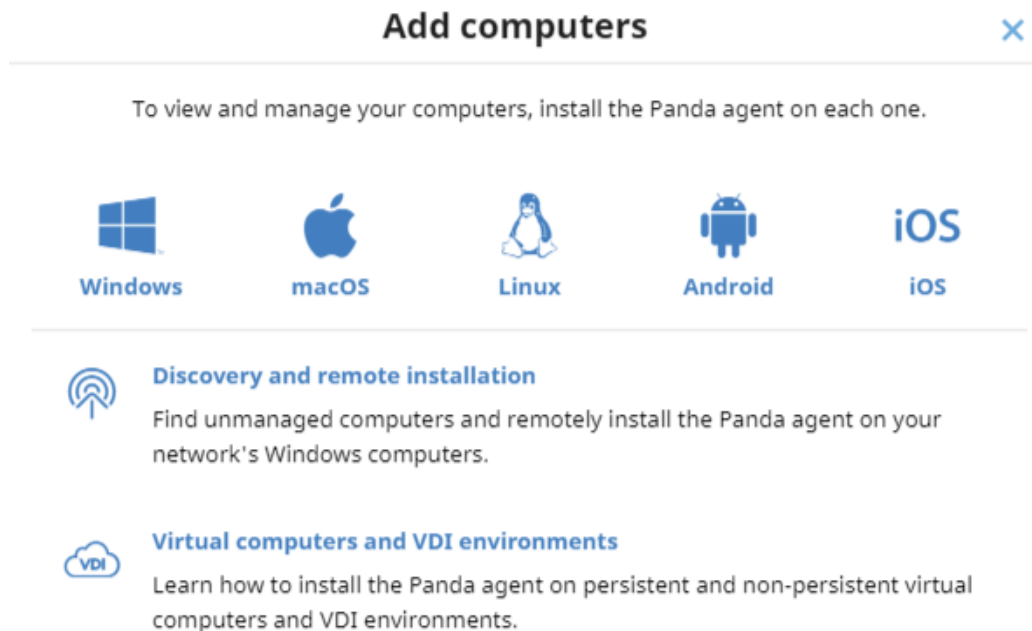 Add computers
To view and manage your computers, install the Panda agent on each one.
Windows
macOS
Linux
Android
iOS
iOS
Discovery and remote installation
Find unmanaged computers and remotely install the Panda agent on your
network's Windows computers.
VDI
Virtual computers and VDI environments
Learn how to install the Panda agent on persistent and non-persistent virtual
computers and VDI environments.